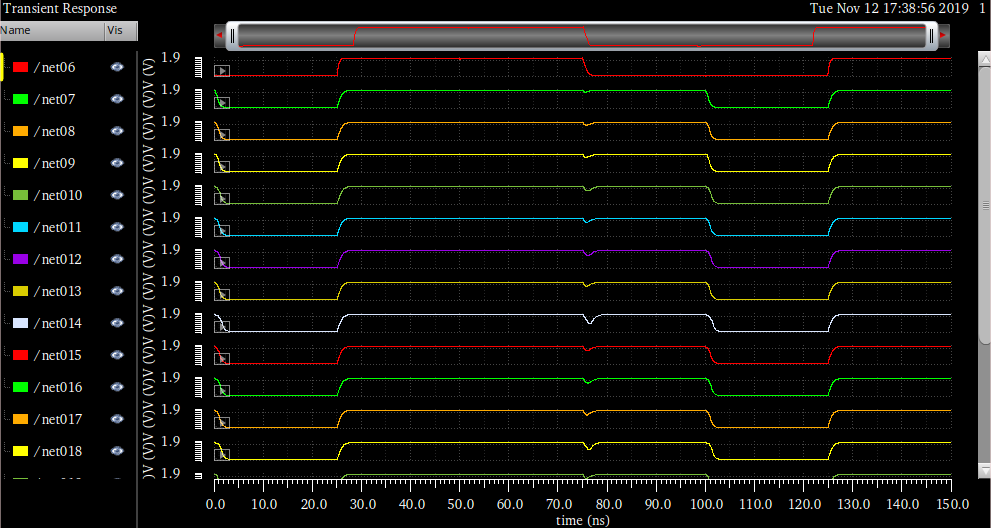 Transient Response
Tue Nov 12 17:38:56 2019 1
Name Vis
/net06 1.9
/net07 1.9
/net08 1.9
/net09 1.9
/net010 1.9
/net011 1.9
/net012 1.9
/net013 1.9
/net014 1.9
/net015 1.9
/net016 1.9
/net017 1.9
/net018 1.9
1.9
0.0 10.0 20.0 30.0 40.0 50.0 60.0 70.0 80.0 90.0 100.0 110.0 120.0 130.0 140.0 150.0
time (ns)